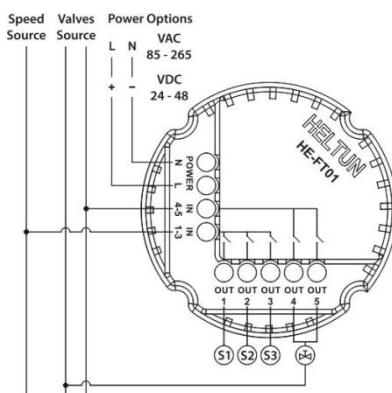 Speed Source
Valves Source
Power Options
L N
VAC
85 - 265
VDC
24 - 48
+ −
HELTUN
HE-FT01
N
L
POWER
4-5 IN
1-3 IN
OUT 1
OUT 2
OUT 3
OUT 4
OUT 5
S1
S2
S3